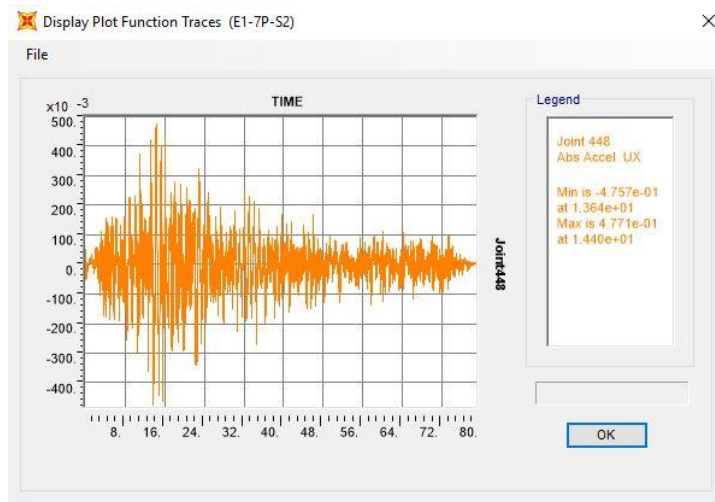 Display Plot Function Traces (E1-7P-S2)
File
x10 -3
TIME
500.
400.
300.
200.
100.
0.
-100.
-200.
-300.
-400.
8. 16. 24. 32. 40. 48. 56. 64. 72. 80.
Joint448
Legend
Joint 448
Abs Accel UX
Min is -4.757e-01
at 1.364e+01
Max is 4.771e-01
at 1.440e+01
OK